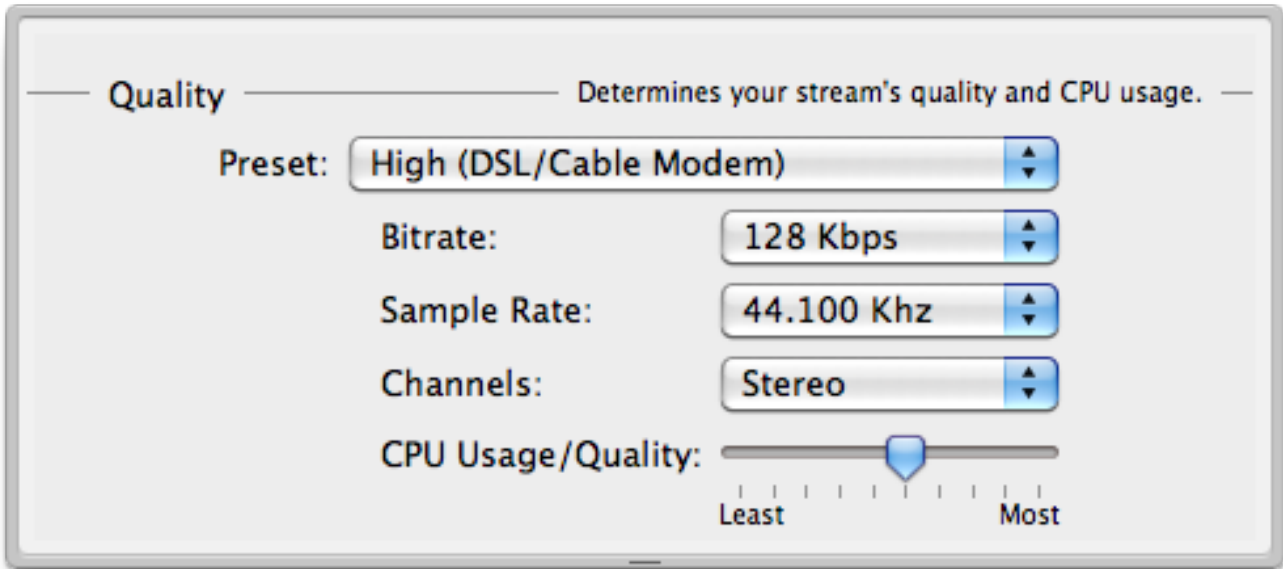 Quality Determines your stream's quality and CPU usage.
Preset: High (DSL/Cable Modem)
Bitrate: 128 Kbps
Sample Rate: 44.100 Khz
Channels: Stereo
CPU Usage/Quality:
Least Most